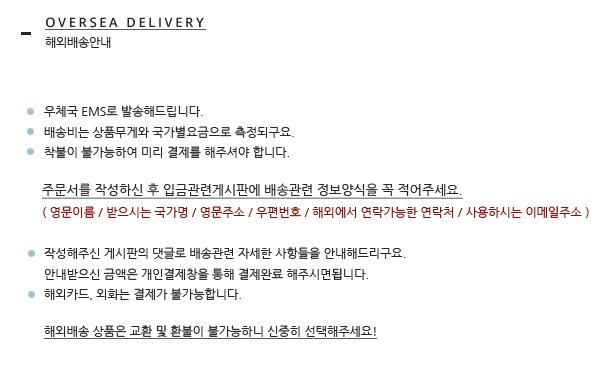 OVERSEA DELIVERY
해외배송안내
우체국 EMS로 발송해드립니다.
배송비는 상품무게와 국가별요금으로 측정되구요.
착불이 불가능하여 미리 결제를 해주셔야 합니다.
주문서를 작성하신 후 입금관련게시판에 배송관련 정보양식을 꼭 적어주세요.
( 영문이름 / 받으시는 국가명 / 영문주소 / 우편번호 / 해외에서 연락가능한 연락처 / 사용하시는 이메일주소 )
작성해주신 게시판의 댓글로 배송관련 자세한 사항들을 안내해드리구요.
안내받으신 금액은 개인결제창을 통해 결제완료 해주시면됩니다.
해외카드, 외화는 결제가 불가능합니다.
해외배송 상품은 교환 및 환불이 불가능하니 신중히 선택해주세요!